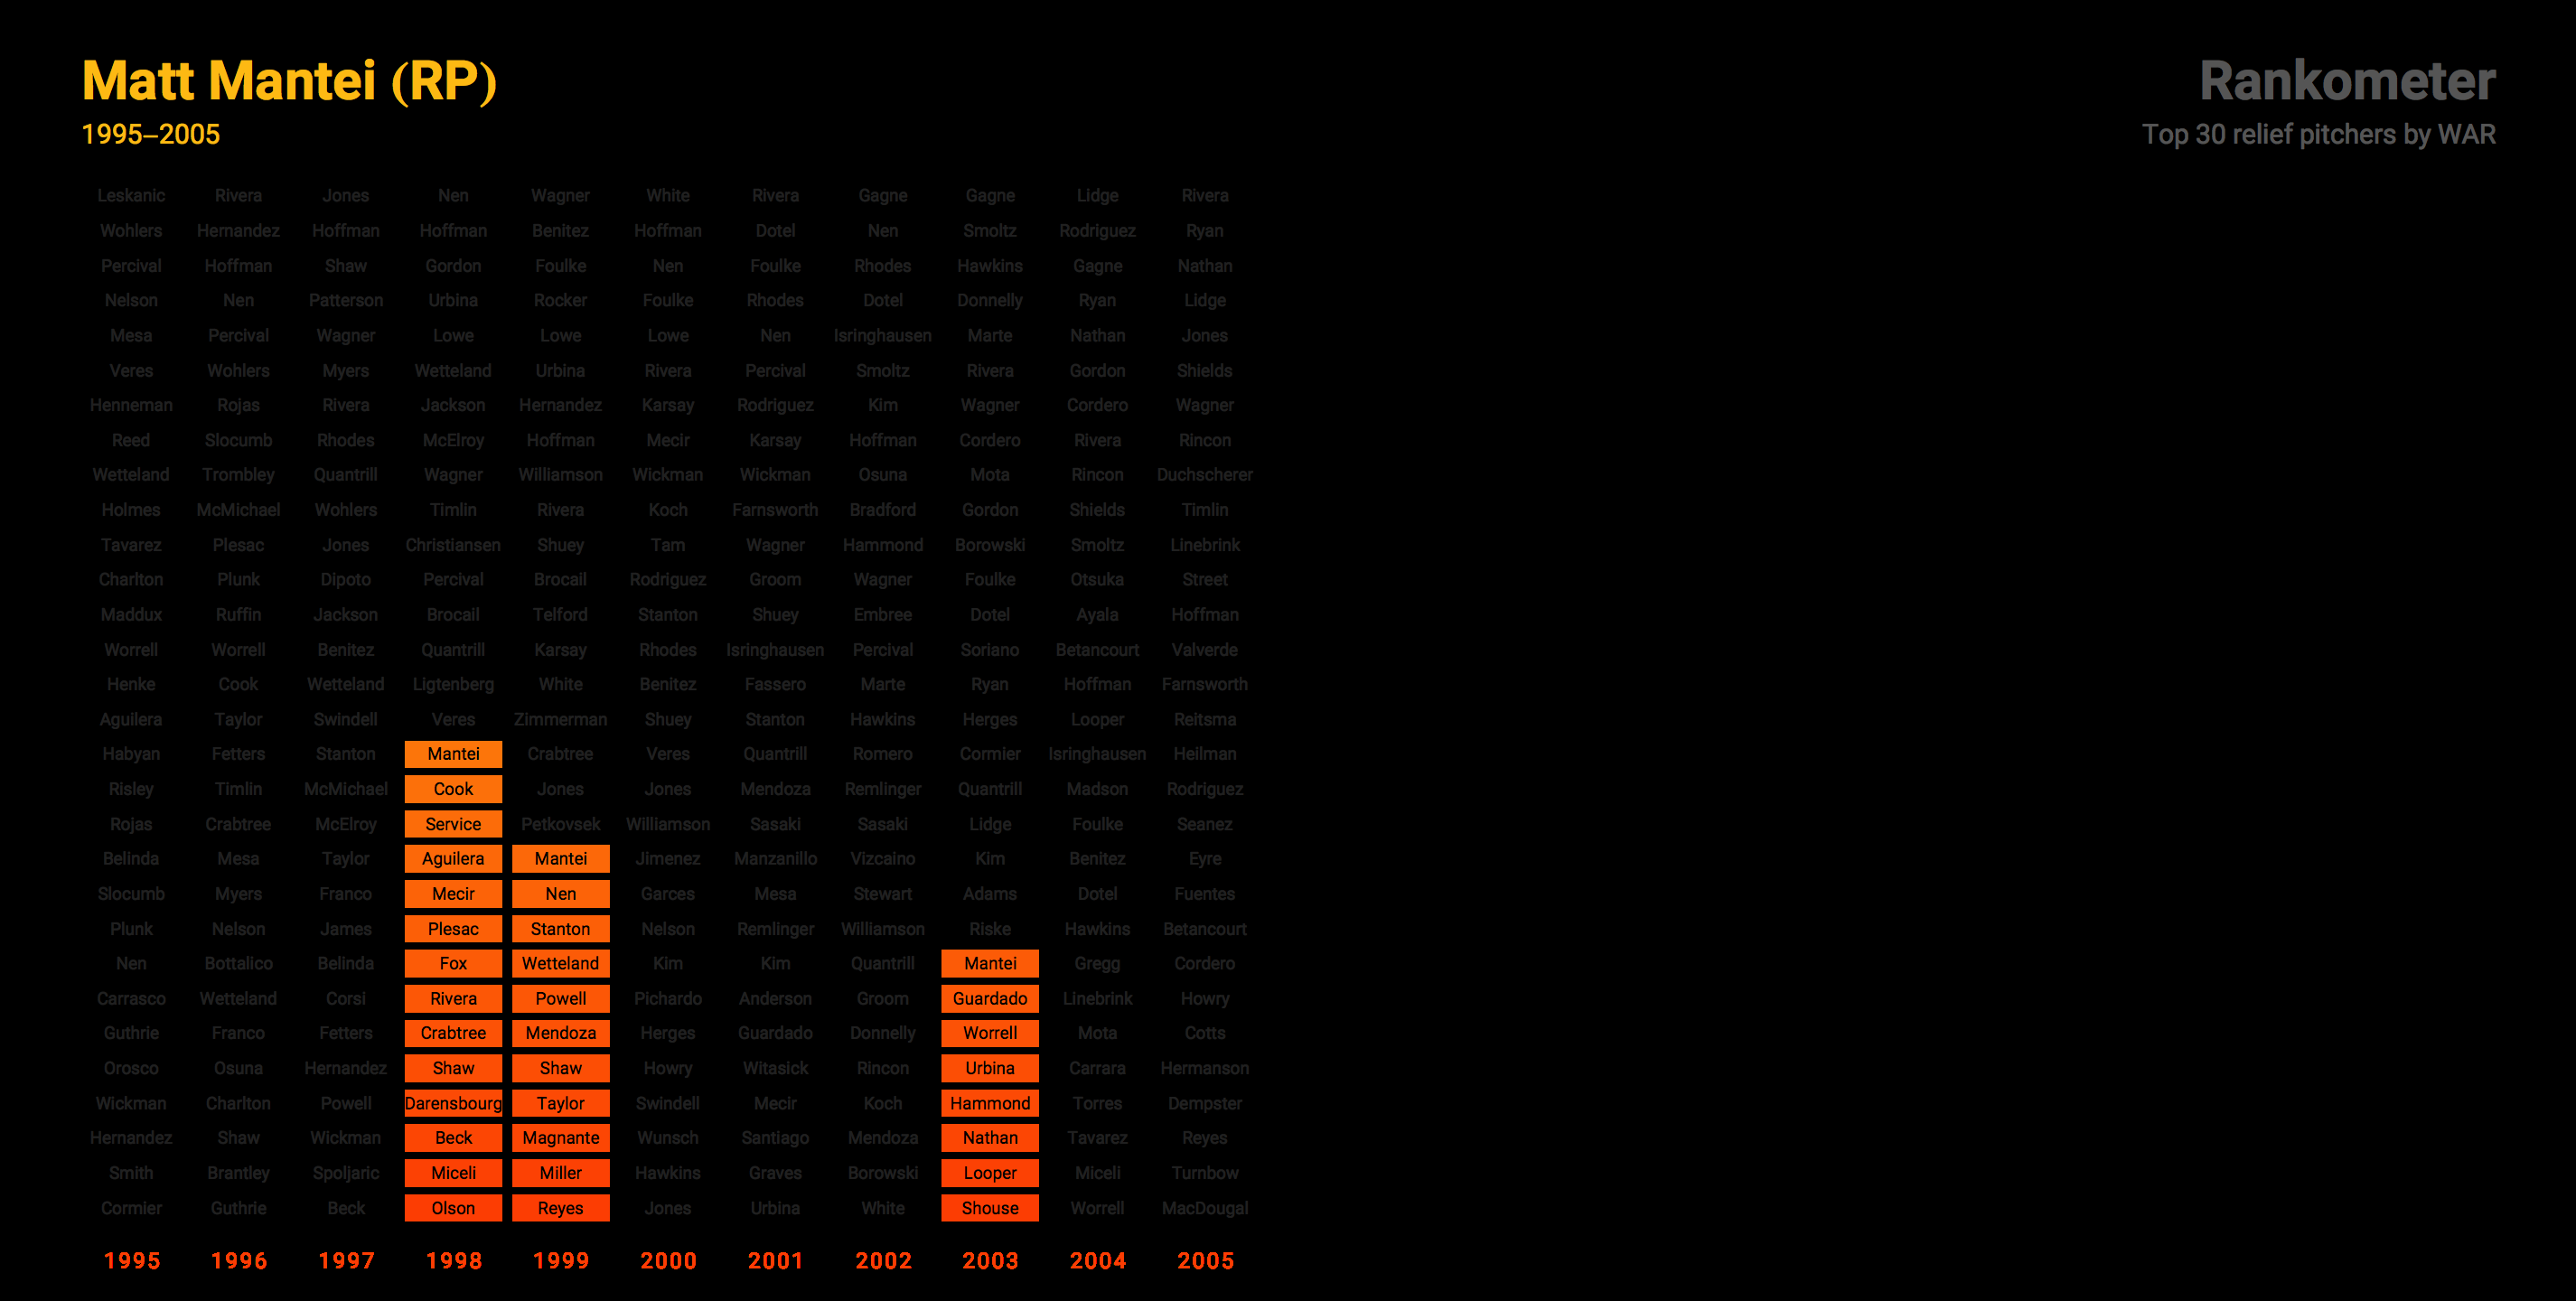 Matt Mantei (RP)
1995–2005
Rankometer
Top 30 relief pitchers by WAR
Leskanic Rivera Jones Nen Wagner White Rivera Gagne Gagne Lidge Rivera
Wohlers Hernandez Hoffman Hoffman Benitez Hoffman Dotel Nen Smoltz Rodriguez Ryan
Percival Hoffman Shaw Gordon Foulke Nen Foulke Rhodes Hawkins Gagne Nathan
Nelson Nen Patterson Urbina Rocker Foulke Rhodes Dotel Donnelly Ryan Lidge
Mesa Percival Wagner Lowe Lowe Lowe Nen Isringhausen Marte Nathan Jones
Veres Wohlers Myers Wetteland Urbina Rivera Percival Smoltz Rivera Gordon Shields
Henneman Rojas Rivera Jackson Hernandez Karsay Rodriguez Kim Wagner Cordero Wagner
Reed Slocumb Rhodes McElroy Hoffman Mecir Karsay Hoffman Cordero Rivera Rincon
Wetteland Trombley Quantrill Wagner Williamson Wickman Wickman Osuna Mota Rincon Duchscherer
Holmes McMichael Wohlers Timlin Rivera Koch Farnsworth Bradford Gordon Shields Timlin
Tavarez Plesac Jones Christiansen Shuey Tam Wagner Hammond Borowski Smoltz Linebrink
Charlton Plunk Dipoto Percival Brocail Rodriguez Groom Wagner Foulke Otsuka Street
Maddux Ruffin Jackson Brocail Telford Stanton Shuey Embree Dotel Ayala Hoffman
Worrell Worrell Benitez Quantrill Karsay Rhodes Isringhausen Percival Soriano Betancourt Valverde
Henke Cook Wetteland Ligtenberg White Benitez Fassero Marte Ryan Hoffman Farnsworth
Aguilera Taylor Swindell Veres Zimmerman Shuey Stanton Hawkins Herges Looper Reitsma
Habyan Fetters Stanton Mantei Crabtree Veres Quantrill Romero Cormier Isringhausen Heilman
Risley Timlin McMichael Cook Jones Jones Mendoza Remlinger Quantrill Madson Rodriguez
Rojas Crabtree McElroy Service Petkovsek Williamson Sasaki Sasaki Lidge Foulke Seanez
Belinda Mesa Taylor Aguilera Mantei Jimenez Manzanillo Vizcaino Kim Benitez Eyre
Slocumb Myers Franco Mecir Nen Garces Mesa Stewart Adams Dotel Fuentes
Plunk Nelson James Plesac Stanton Nelson Remlinger Williamson Riske Hawkins Betancourt
Nen Bottalico Belinda Fox Wetteland Kim Kim Quantrill Mantei Gregg Cordero
Carrasco Wetteland Corsi Rivera Powell Pichardo Anderson Groom Guardado Linebrink Howry
Guthrie Franco Fetters Crabtree Mendoza Herges Guardado Donnelly Worrell Mota Cotts
Orosco Osuna Hernandez Shaw Shaw Howry Witasick Rincon Urbina Carrara Hermanson
Wickman Charlton Powell Darensbourg Taylor Swindell Mecir Koch Hammond Torres Dempster
Hernandez Shaw Wickman Beck Magnante Wunsch Santiago Mendoza Nathan Tavarez Reyes
Smith Brantley Spoljaric Miceli Miller Hawkins Graves Borowski Looper Miceli Turnbow
Cormier Guthrie Beck Olson Reyes Jones Urbina White Shouse Worrell MacDougal
1995 1996 1997 1998 1999 2000 2001 2002 2003 2004 2005